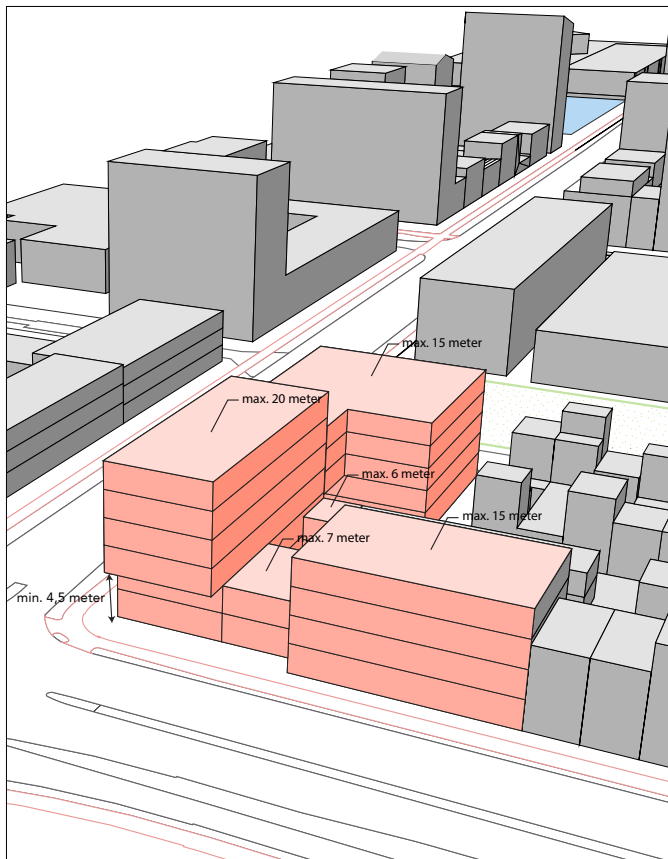 max. 15 meter
max. 20 meter
max. 6 meter
max. 15 meter
max. 7 meter
min. 4,5 meter